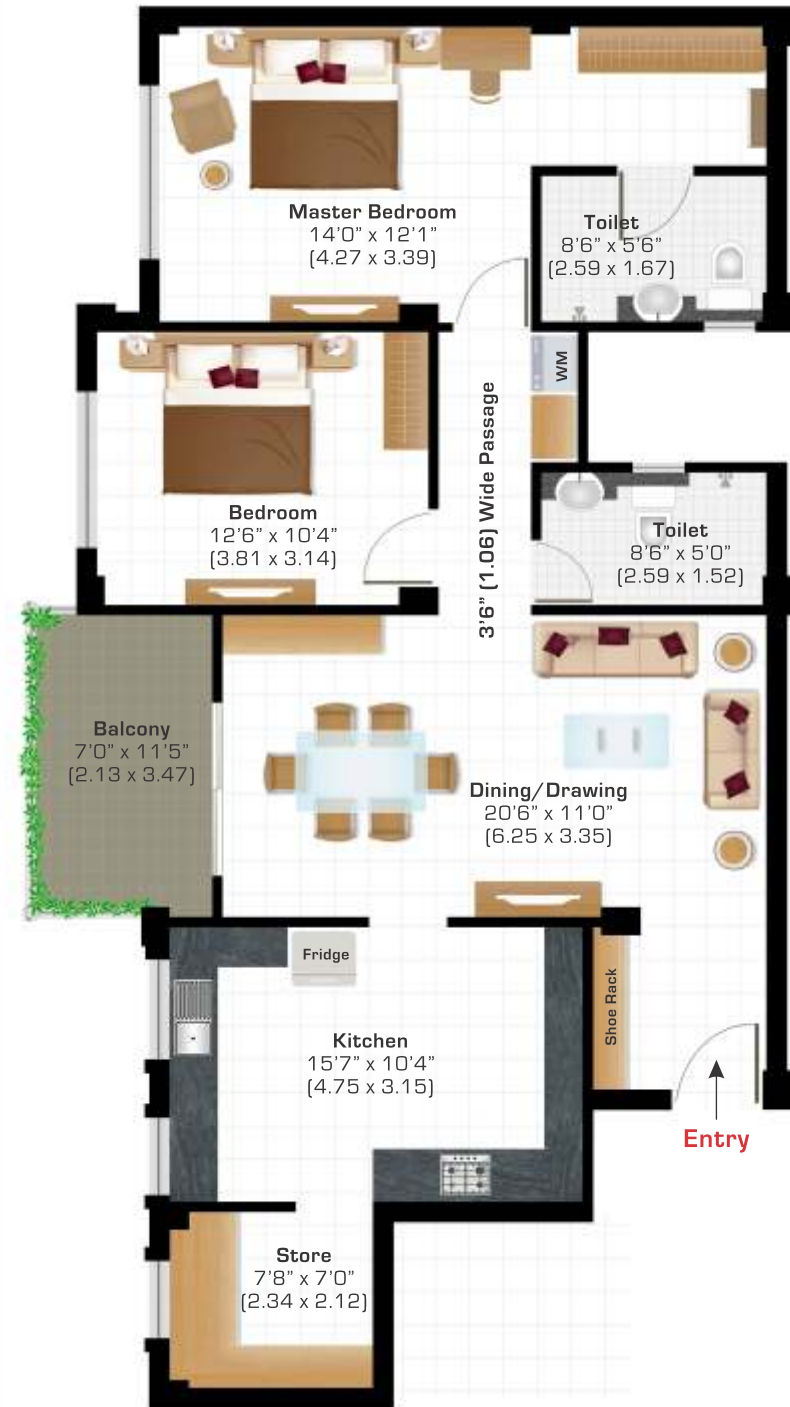 Master Bedroom
14’0” x 12’1”
(4.27 x 3.39)
Toilet
8’6” x 5’6”
(2.59 x 1.67)
WM
3’6” (1.06) Wide Passage
Bedroom
12’6” x 10’4”
(3.81 x 3.14)
Toilet
8’6” x 5’0”
(2.59 x 1.52)
Balcony
7’0” x 11’5”
(2.13 x 3.47)
Dining/Drawing
20’6” x 11’0”
(6.25 x 3.35)
Fridge
Shoe Rack
Kitchen
15’7” x 10’4”
(4.75 x 3.15)
Entry
Store
7’8” x 7’0”
(2.34 x 2.12)